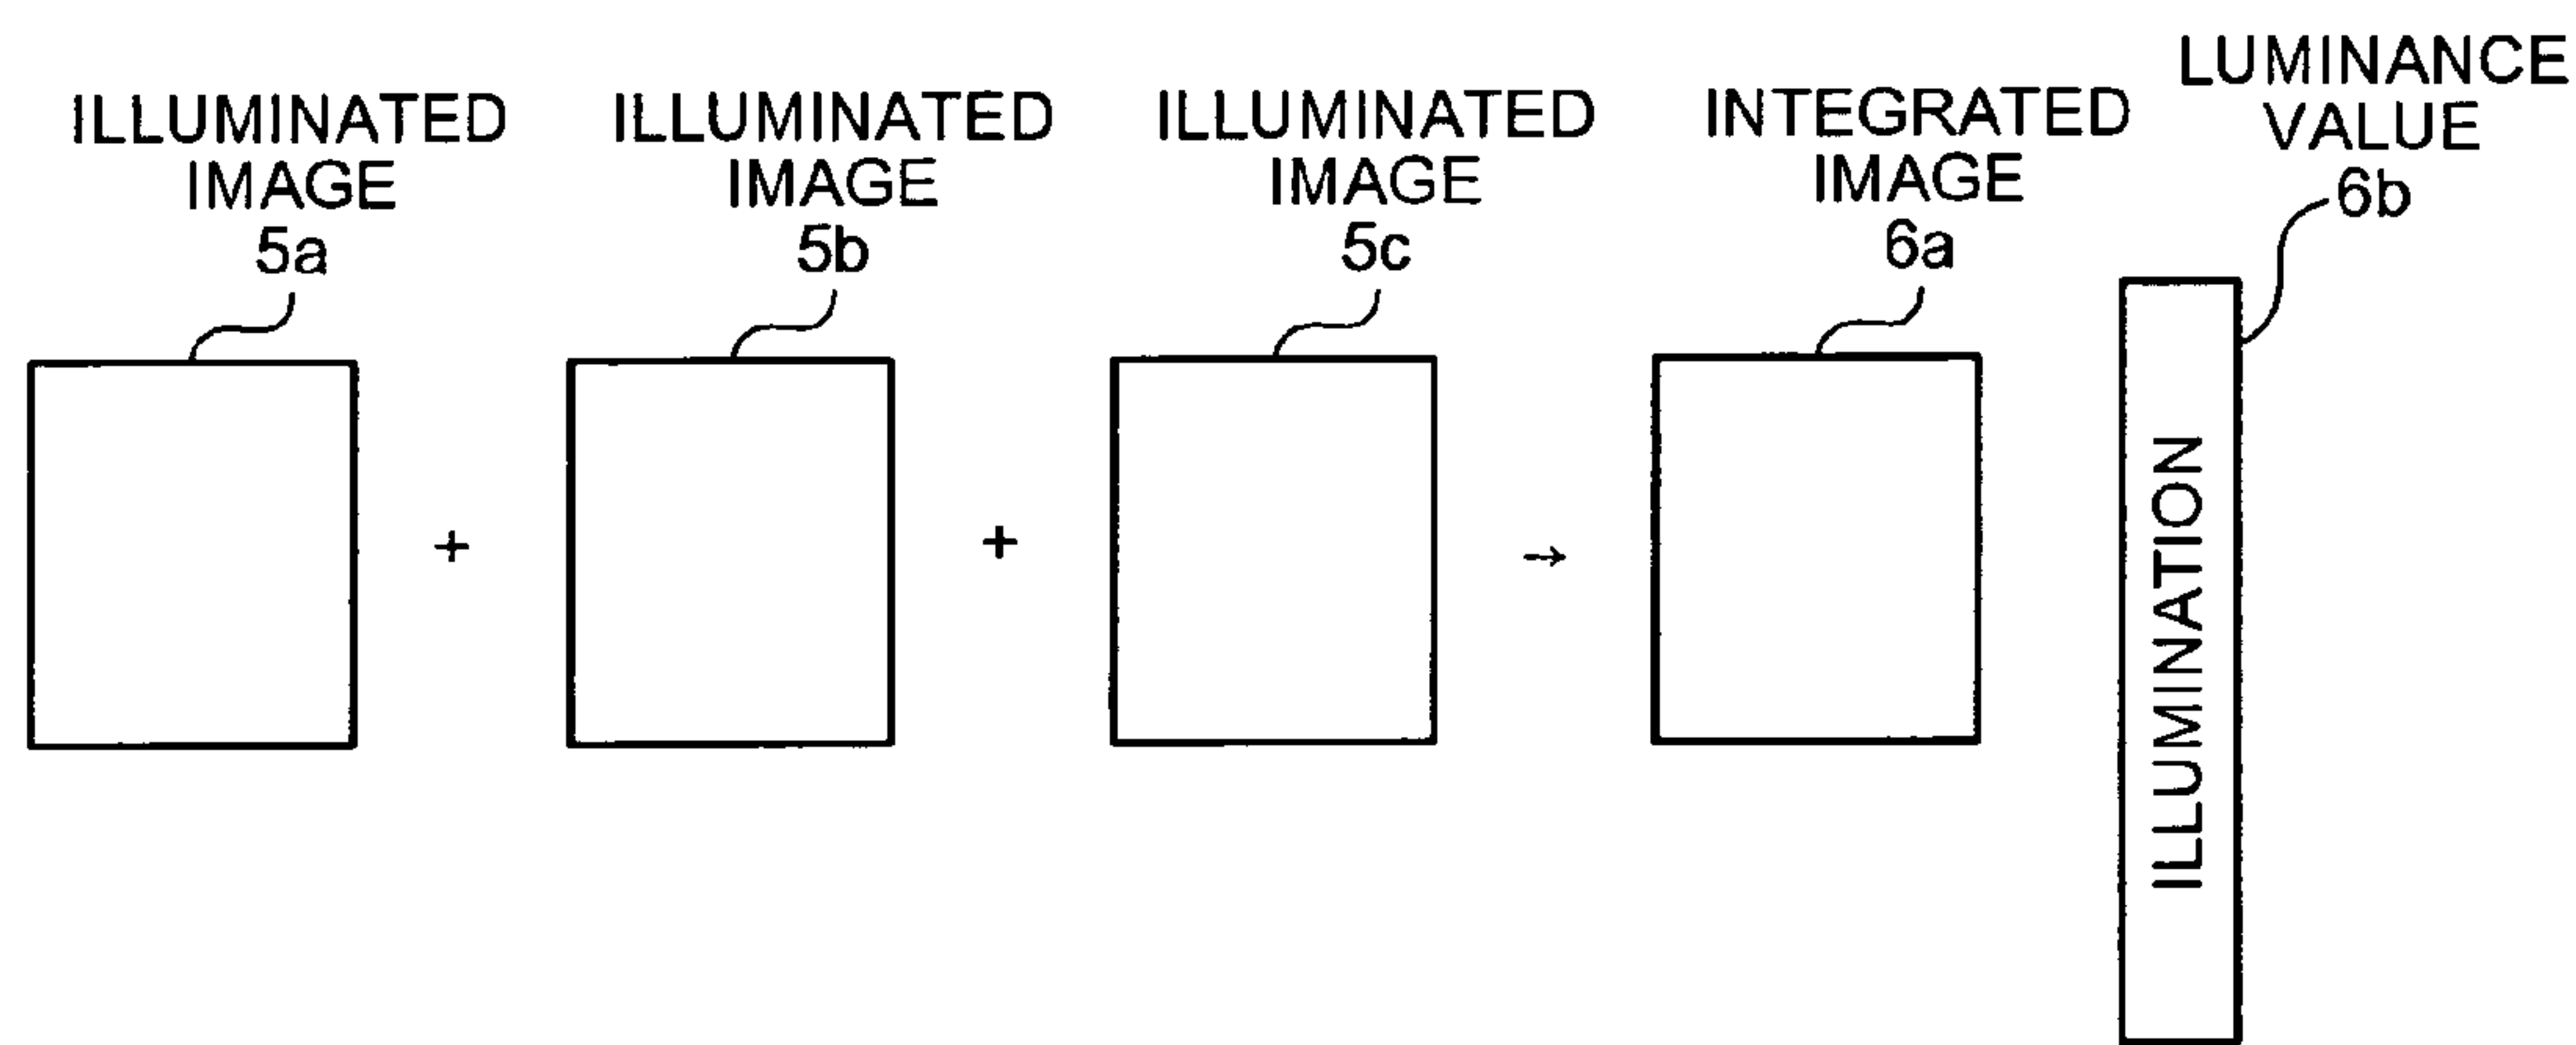 ILLUMINATED
IMAGE
5a
ILLUMINATED
IMAGE
5b
ILLUMINATED
IMAGE
5c
INTEGRATED
IMAGE
6a
LUMINANCE
VALUE
6b
+
+
→
ILLUMINATION